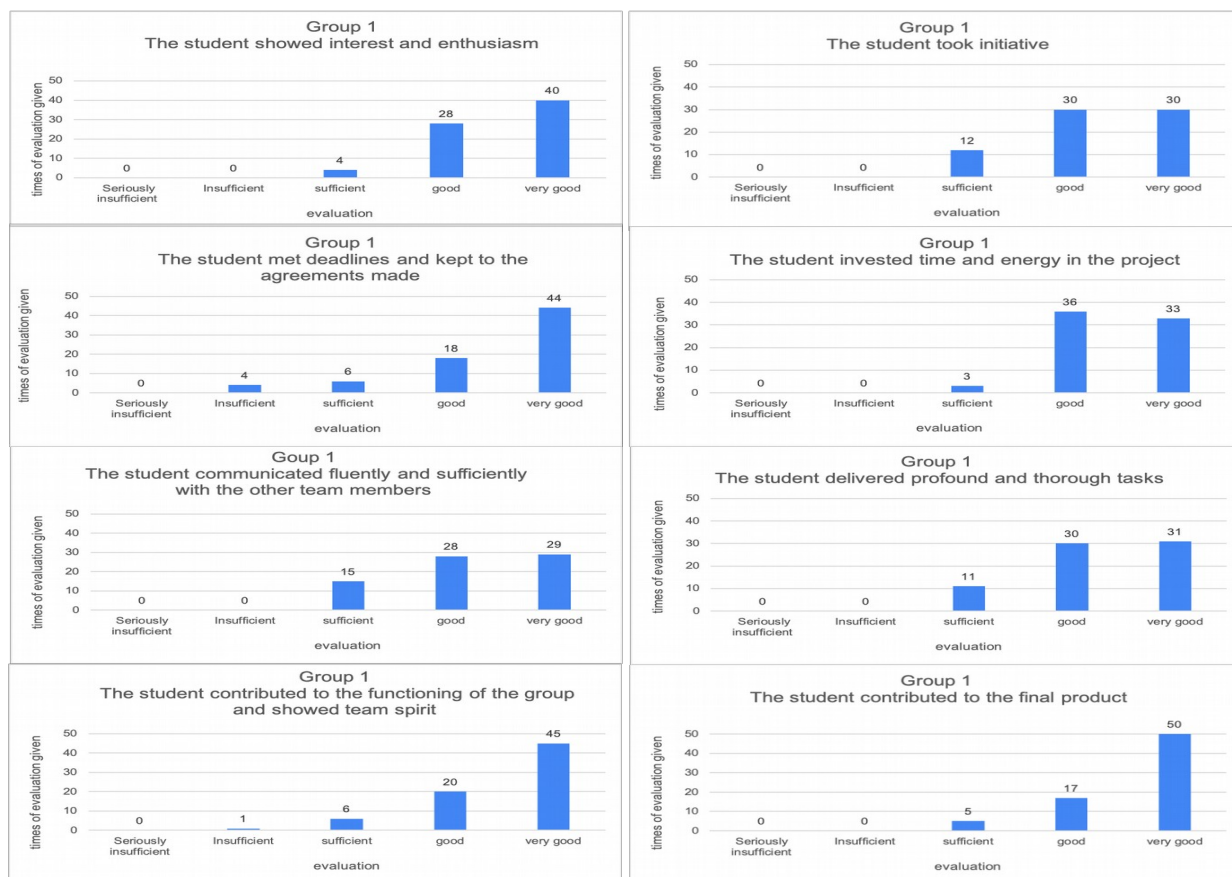 Group 1
The student showed interest and enthusiasm
times of evaluation given
50
40
30
20
10
0
0
0
4
28
40
Seriously
insufficient
Insufficient
sufficient
good
very good
evaluation
Group 1
The student took initiative
times of evaluation given
50
40
30
20
10
0
0
0
12
30
30
Seriously
insufficient
Insufficient
sufficient
good
very good
evaluation
Group 1
The student met deadlines and kept to the
agreements made
times of evaluation given
50
40
30
20
10
0
0
4
6
18
44
Seriously
insufficient
Insufficient
sufficient
good
very good
evaluation
Group 1
The student invested time and energy in the project
times of evaluation given
50
40
30
20
10
0
0
0
3
36
33
Seriously
insufficient
Insufficient
sufficient
good
very good
evaluation
Goup 1
The student communicated fluently and sufficiently
with the other team members
times of evaluation given
50
40
30
20
10
0
0
0
15
28
29
Seriously
insufficient
Insufficient
sufficient
good
very good
evaluation
Group 1
The student delivered profound and thorough tasks
times of evaluation given
50
40
30
20
10
0
0
0
11
30
31
Seriously
insufficient
Insufficient
sufficient
good
very good
evaluation
Group 1
The student contributed to the functioning of the group
and showed team spirit
times of evaluation given
50
40
30
20
10
0
0
1
6
20
45
Seriously
insufficient
Insufficient
sufficient
good
very good
evaluation
Group 1
The student contributed to the final product
times of evaluation given
50
40
30
20
10
0
0
0
5
17
50
Seriously
insufficient
Insufficient
sufficient
good
very good
evaluation